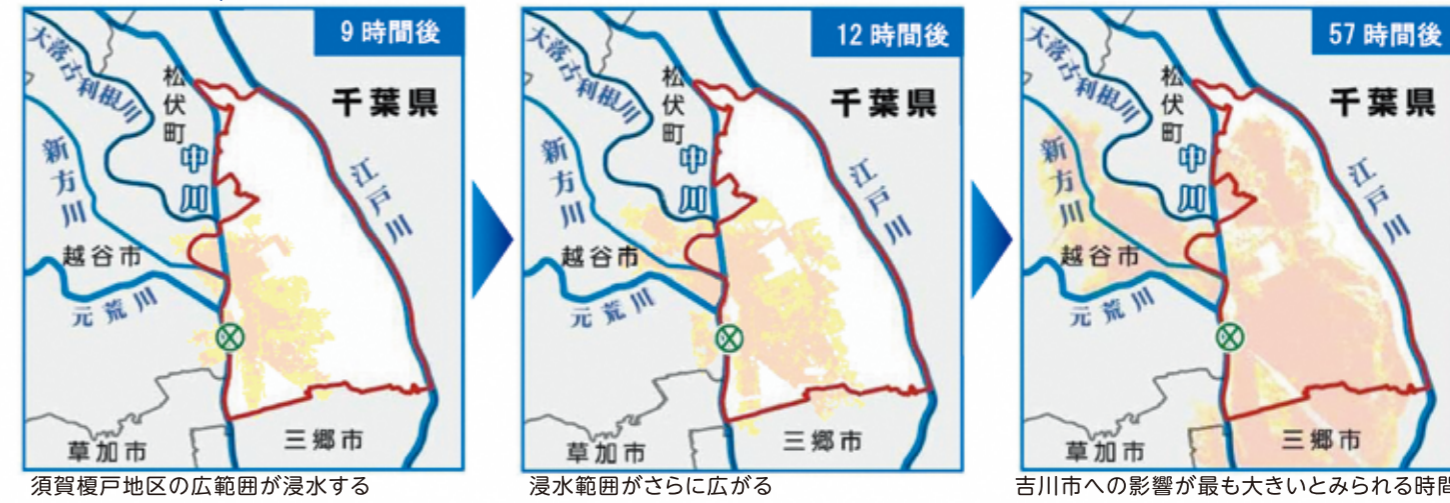 9 時間後
千葉県
大落古利根川
松伏町
中川
新方川
江戸川
越谷市
元荒川
草加市
三郷市
須賀榎戸地区の広範囲が浸水する
12 時間後
千葉県
大落古利根川
松伏町
中川
新方川
江戸川
越谷市
元荒川
草加市
三郷市
浸水範囲がさらに広がる
57 時間後
千葉県
大落古利根川
松伏町
中川
新方川
江戸川
越谷市
元荒川
草加市
三郷市
吉川市への影響が最も大きいとみられる時間